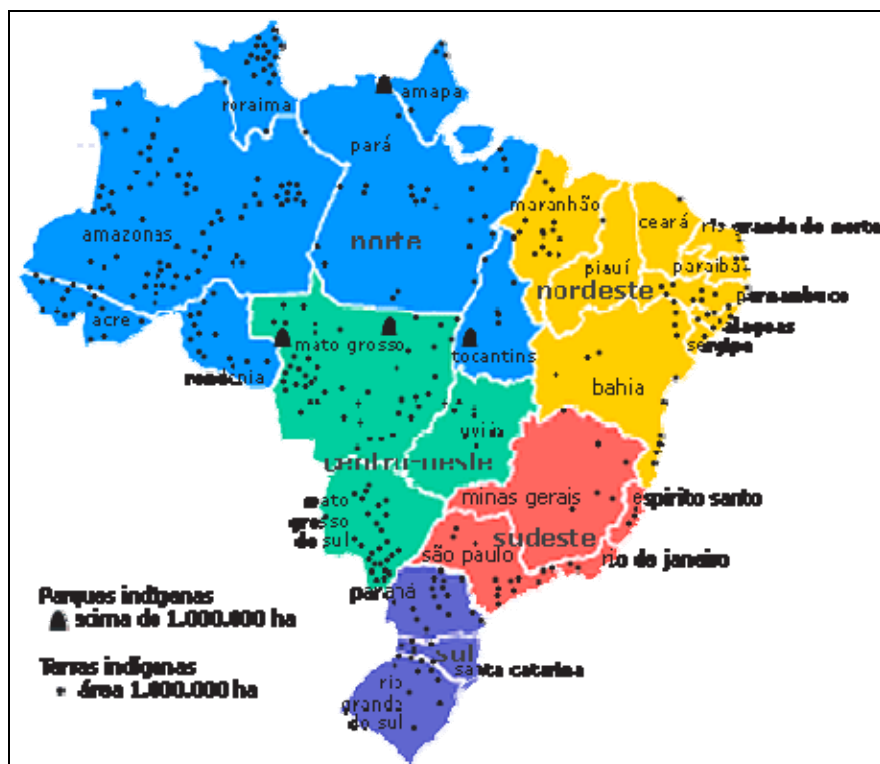 roraima
amapa
pará
amazonas
norte
maranhão
ceará
rio grande do norte
piauí
paraíba
nordeste
pernambuco
acre
alagoas
sergipe
mato grosso
tocantins
rondônia
bahia
goiás
centro-oeste
minas gerais
espirito santo
mato
grosso
do sul
sudeste
são paulo
rio de janeiro
paraná
Parques indígenas
acima de 1.000.000 ha
sul
santa catarina
Terras indígenas
área 1.000.000 ha
rio
grande
do sul